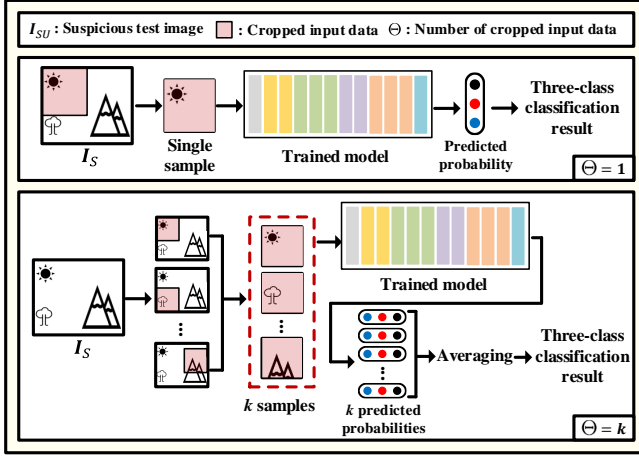 I_SU : Suspicious test image : Cropped input data Θ : Number of cropped input data
I_S
Single
sample
Trained model
Predicted
probability
Three-class
classification
result
Θ = 1
I_S
k samples
Trained model
k predicted
probabilities
Averaging
Three-class
classification
result
Θ = k